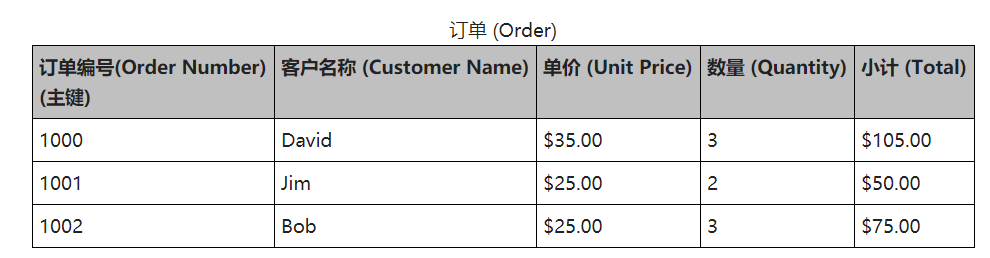 订单 (Order)
订单编号(Order Number) 客户名称 (Customer Name) 单价 (Unit Price) 数量 (Quantity) 小计 (Total)
(主键)
1000 David $35.00 3 $105.00
1001 Jim $25.00 2 $50.00
1002 Bob $25.00 3 $75.00